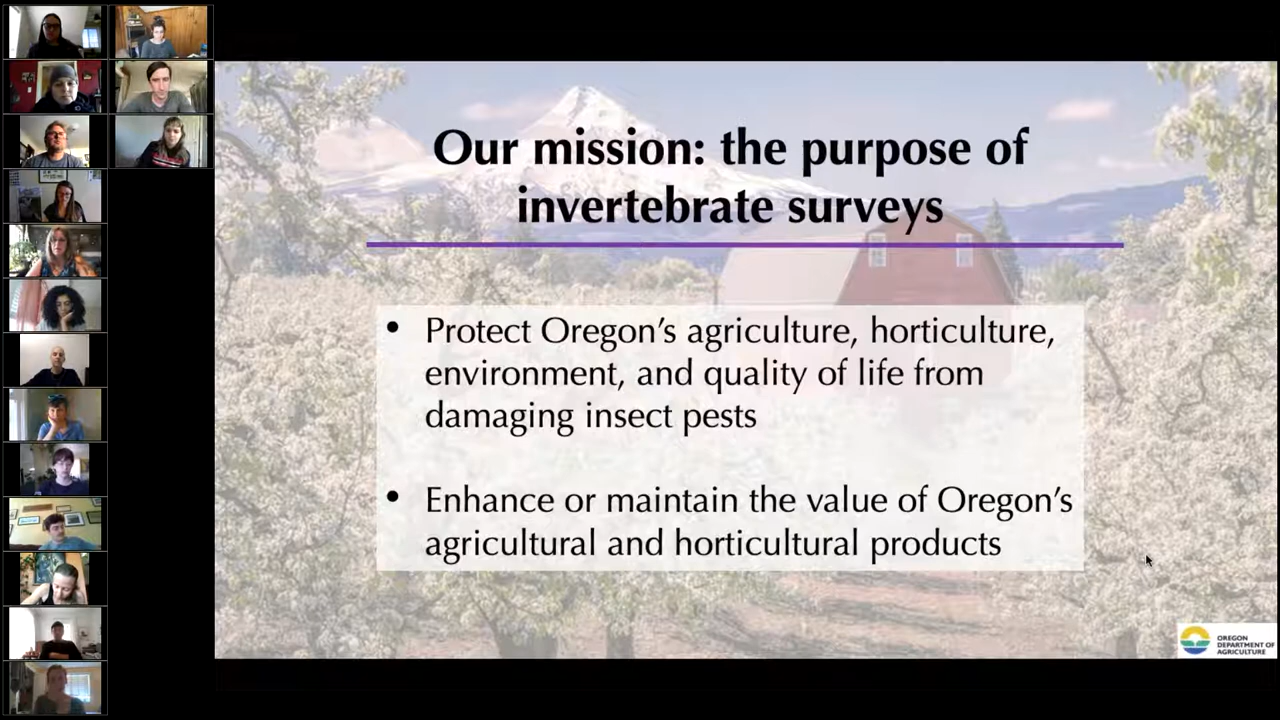 Our mission: the purpose of
invertebrate surveys
• Protect Oregon’s agriculture, horticulture,
environment, and quality of life from
damaging insect pests
• Enhance or maintain the value of Oregon’s
agricultural and horticultural products
OREGON
DEPARTMENT OF
AGRICULTURE